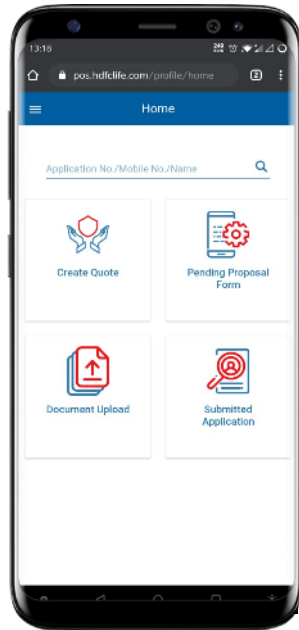 13:18
pos.hdfclife.com/profile/home
2
Home
Application No./Mobile No./Name
Create Quote
Pending Proposal
Form
Document Upload
Submitted
Application